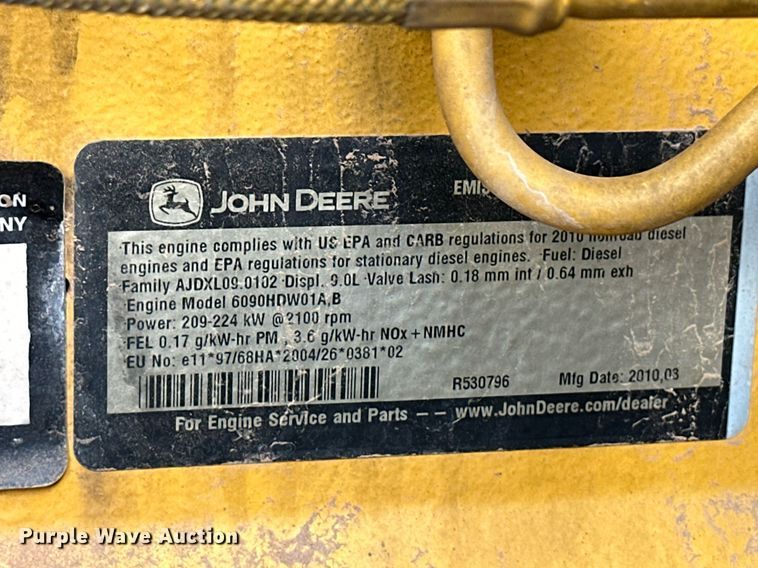 ON
NY
JOHN DEERE
This engine complies with US EPA and CARB regulations for 2010 nonroad diesel
engines and EPA regulations for stationary diesel engines. Fuel: Diesel
Family AJDXL09.0102 Displ. 9.0L Valve Lash: 0.18 mm int / 0.64 mm exh
Engine Model 6090HDW01A,B
Power: 209-224 kW @2100 rpm
FEL 0.17 g/kW-hr PM , 3.6 g/kW-hr NOx + NMHC
EU No: e11*97/68HA*2004/26*0381*02
R530796 Mfg Date: 2010,03
For Engine Service and Parts –– www.JohnDeere.com/dealer
Purple Wave Auction